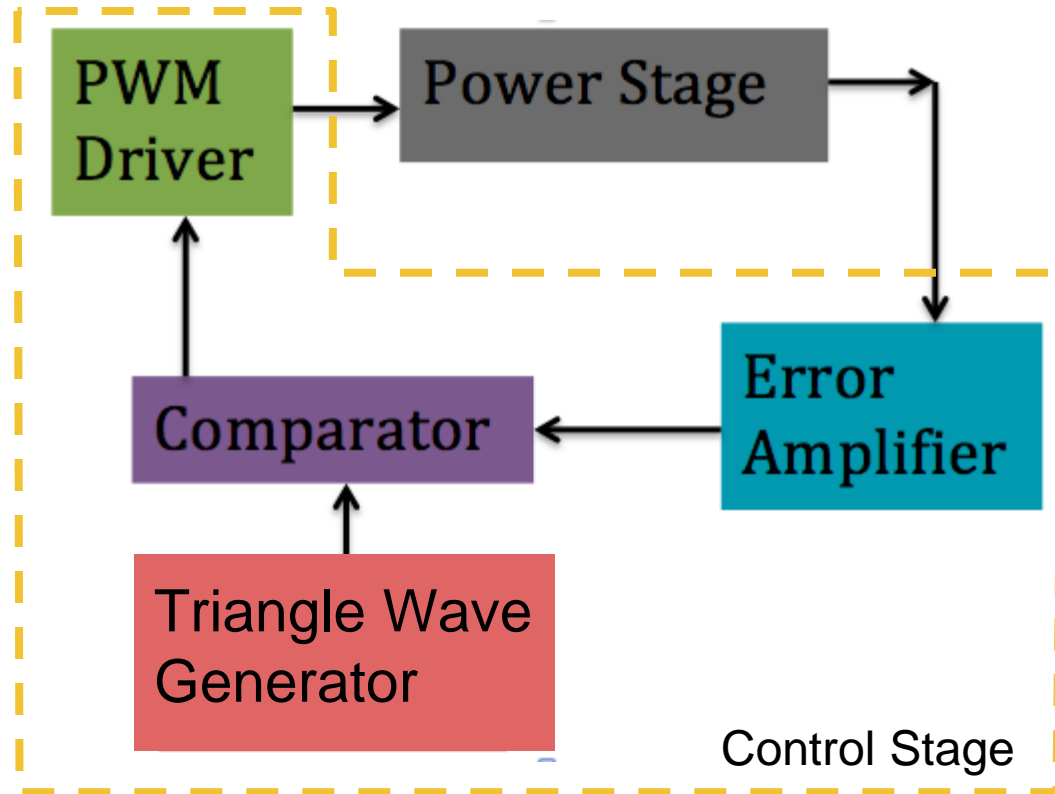 PWM
Driver
Power Stage
Error
Amplifier
Comparator
Triangle Wave
Generator
Control Stage